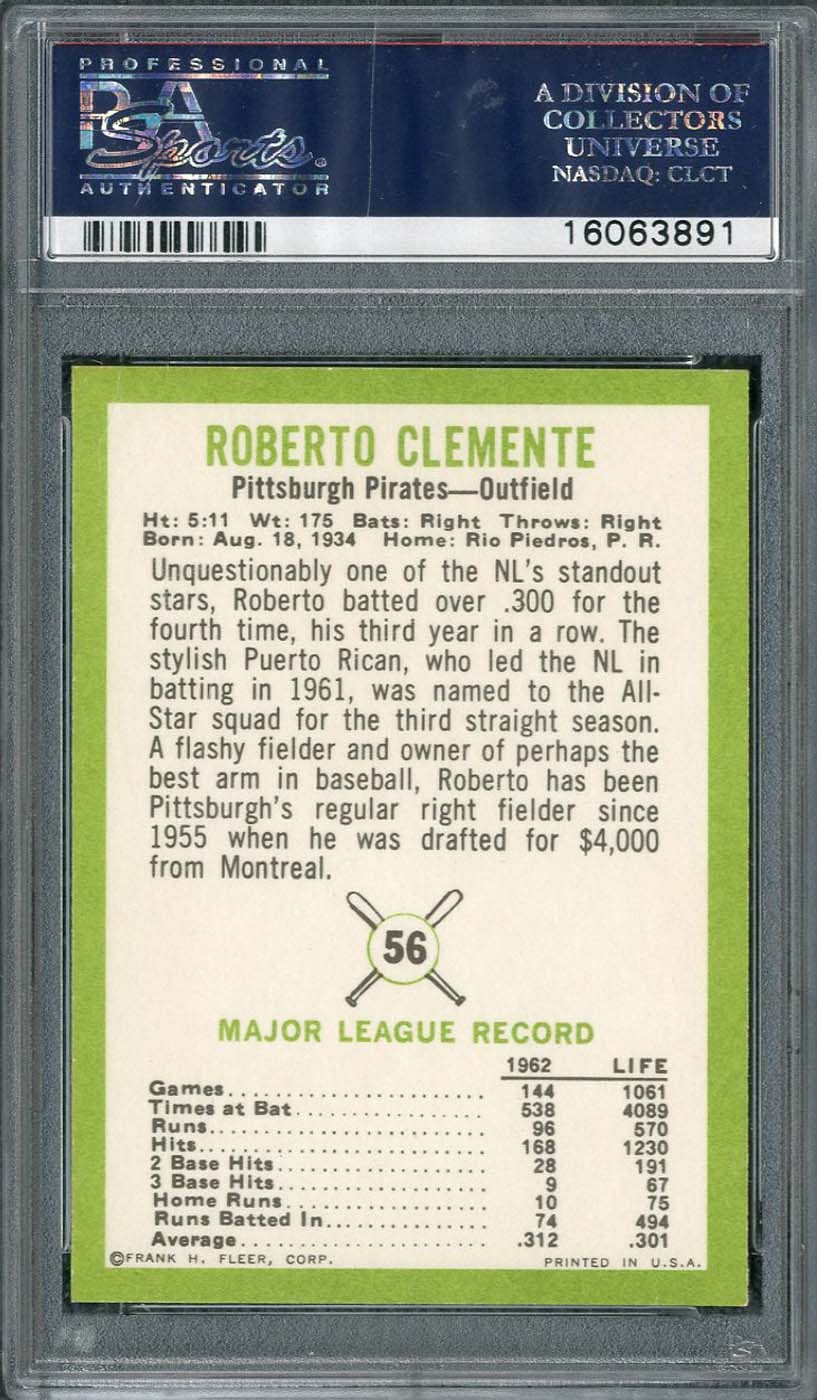 PROFESSIONAL
PSA
Sports®
AUTHENTICATOR
A DIVISION OF
COLLECTORS
UNIVERSE
NASDAQ: CLCT
16063891
ROBERTO CLEMENTE
Pittsburgh Pirates—Outfield
Ht: 5:11 Wt: 175 Bats: Right Throws: Right
Born: Aug. 18, 1934 Home: Rio Piedros, P. R.
Unquestionably one of the NL's standout
stars, Roberto batted over .300 for the
fourth time, his third year in a row. The
stylish Puerto Rican, who led the NL in
batting in 1961, was named to the All-
Star squad for the third straight season.
A flashy fielder and owner of perhaps the
best arm in baseball, Roberto has been
Pittsburgh's regular right fielder since
1955 when he was drafted for $4,000
from Montreal.
56
MAJOR LEAGUE RECORD
1962 LIFE
Games...................... 144 1061
Times at Bat................ 538 4089
Runs........................ 96 570
Hits........................ 168 1230
2 Base Hits................. 28 191
3 Base Hits................. 9 67
Home Runs.................. 10 75
Runs Batted In.............. 74 494
Average..................... .312 .301
©FRANK H. FLEER, CORP. PRINTED IN U.S.A.